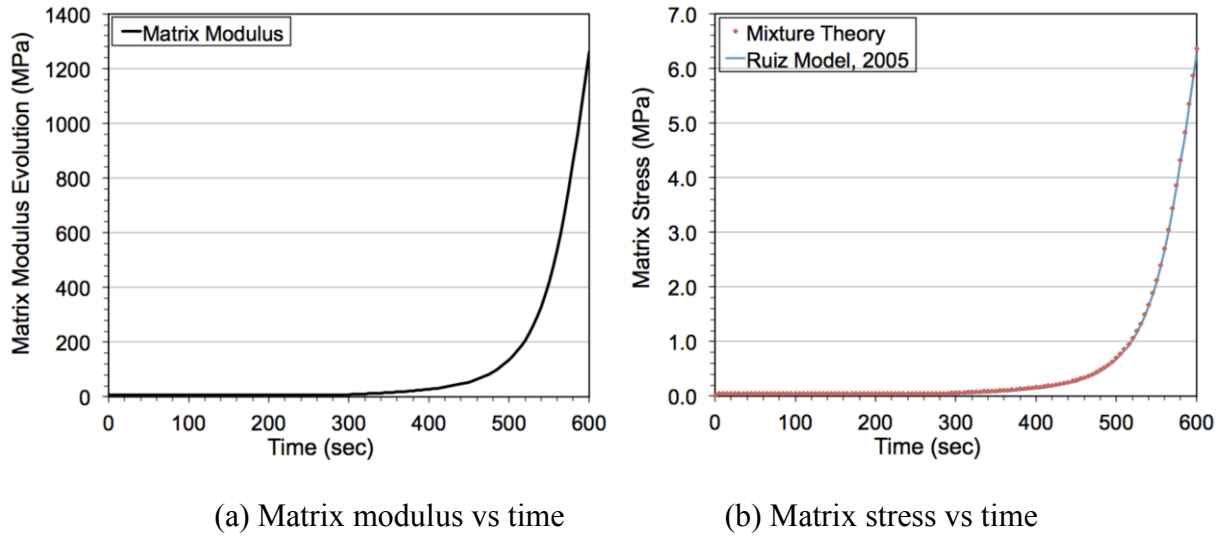 1400
1200
1000
800
600
400
200
0
Matrix Modulus Evolution (MPa)
Matrix Modulus
0 100 200 300 400 500 600
Time (sec)
7.0
6.0
5.0
4.0
3.0
2.0
1.0
0.0
Matrix Stress (MPa)
Mixture Theory
Ruiz Model, 2005
0 100 200 300 400 500 600
Time (sec)
(a) Matrix modulus vs time
(b) Matrix stress vs time